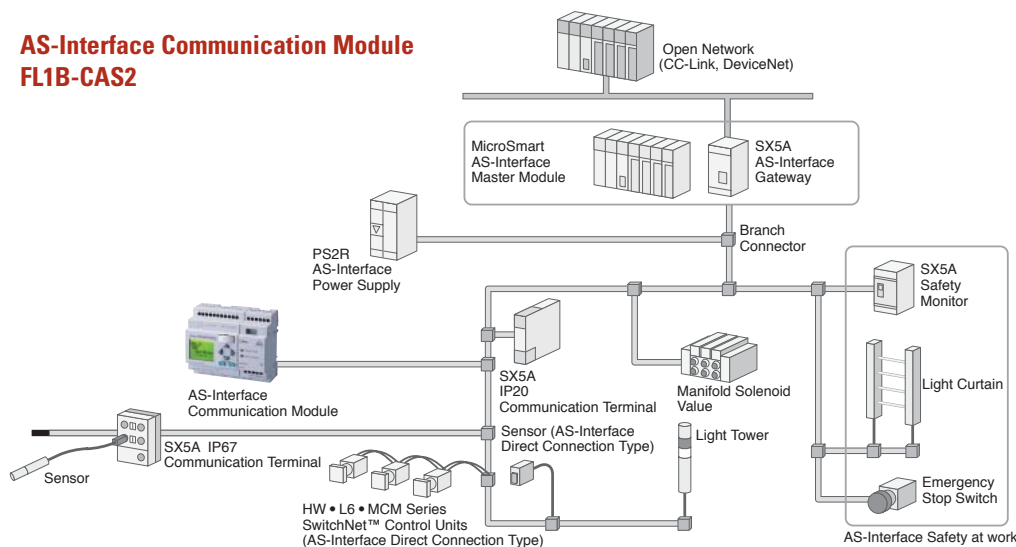 AS-Interface Communication Module
FL1B-CAS2
Open Network
(CC-Link, DeviceNet)
MicroSmart
AS-Interface
Master Module
SX5A
AS-Interface
Gateway
Branch
Connector
PS2R
AS-Interface
Power Supply
SX5A
Safety
Monitor
AS-Interface
Communication Module
SX5A
IP20
Communication Terminal
Manifold Solenoid
Value
Light Curtain
SX5A IP67
Communication Terminal
Sensor
Sensor (AS-Interface
Direct Connection Type)
Light Tower
HW • L6 • MCM Series
SwitchNet™ Control Units
(AS-Interface Direct Connection Type)
Emergency
Stop Switch
AS-Interface Safety at work